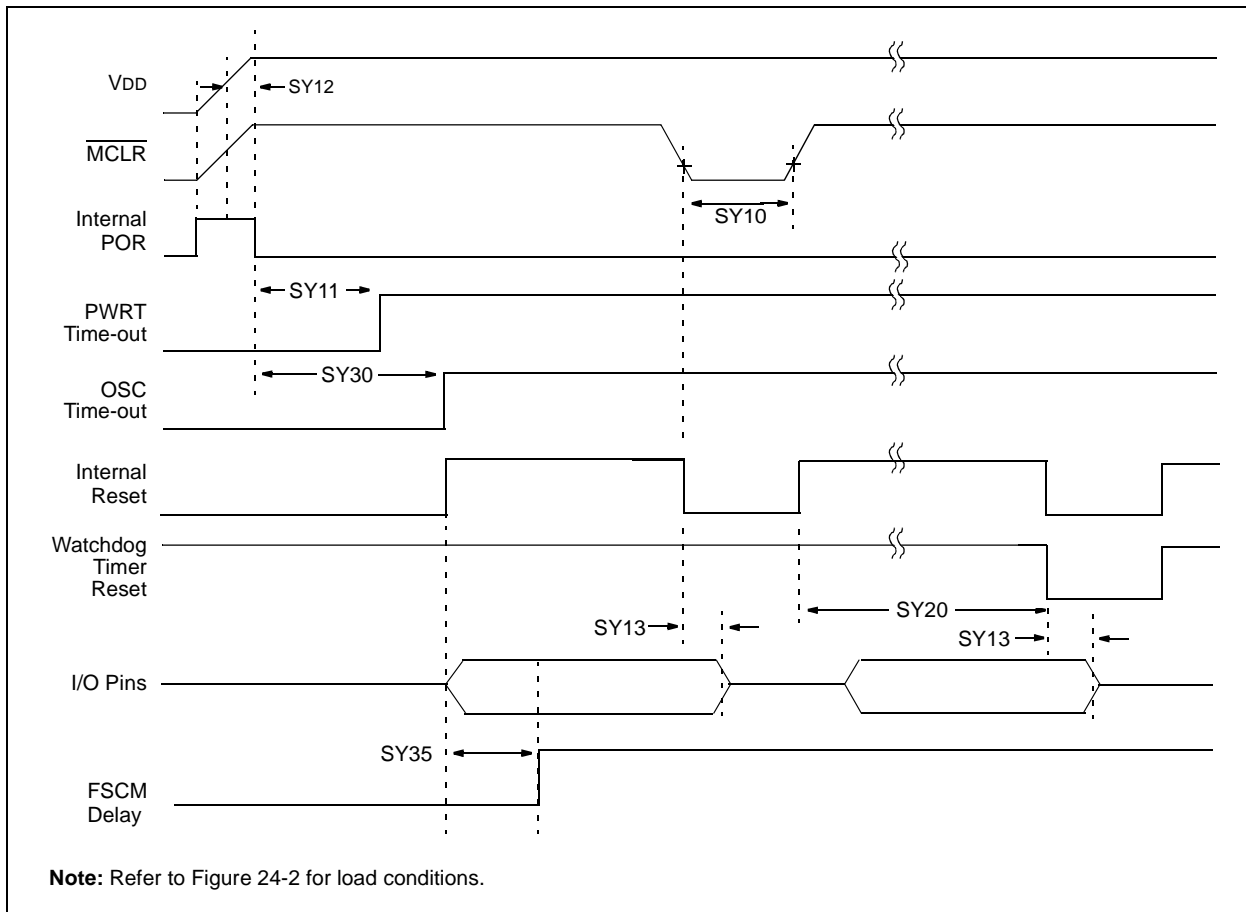 VDD
SY12
MCLR
SY10
Internal
POR
SY11
PWRT
Time-out
SY30
OSC
Time-out
Internal
Reset
Watchdog
Timer
Reset
SY20
SY13
SY13
I/O Pins
SY35
FSCM
Delay
Note: Refer to Figure 24-2 for load conditions.